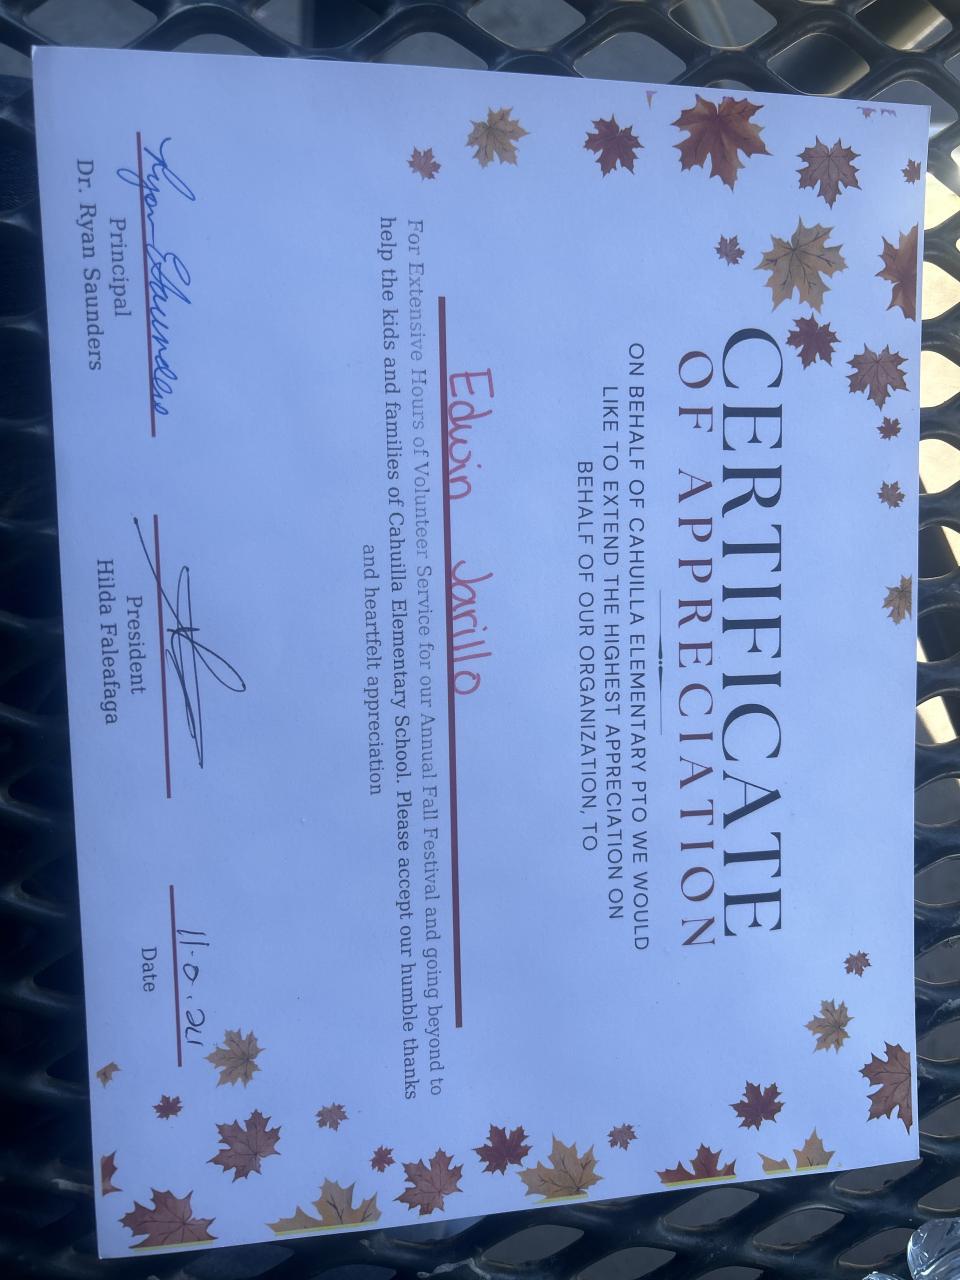 CERTIFICATE
OF APPRECIATION
ON BEHALF OF CAHUILLA ELEMENTARY PTO WE WOULD
LIKE TO EXTEND THE HIGHEST APPRECIATION ON
BEHALF OF OUR ORGANIZATION, TO
Edwin Jarillo
For Extensive Hours of Volunteer Service for our Annual Fall Festival and going beyond to
help the kids and families of Cahuilla Elementary School. Please accept our humble thanks
and heartfelt appreciation
Ryan Saunders
Principal
Dr. Ryan Saunders
President
Hilda Faleafaga
Date